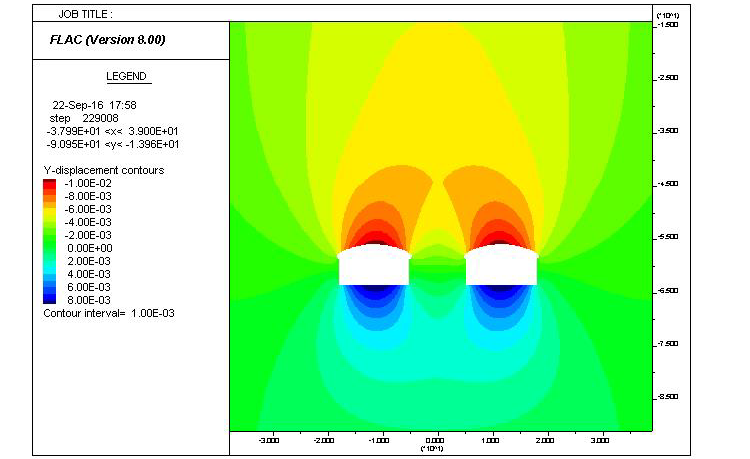 JOB TITLE :
FLAC (Version 8.00)
LEGEND
22-Sep-16 17:58
step 229008
-3.799E+01 <x< 3.900E+01
-9.095E+01 <y< -1.396E+01
Y-displacement contours
-1.00E-02
-8.00E-03
-6.00E-03
-4.00E-03
-2.00E-03
0.00E+00
2.00E-03
4.00E-03
6.00E-03
8.00E-03
Contour interval= 1.00E-03
(*10^1)
-1.500
-2.500
-3.500
-4.500
-5.500
-6.500
-7.500
-8.500
-3.000 -2.000 -1.000 0.000 1.000 2.000 3.000
(*10^1)